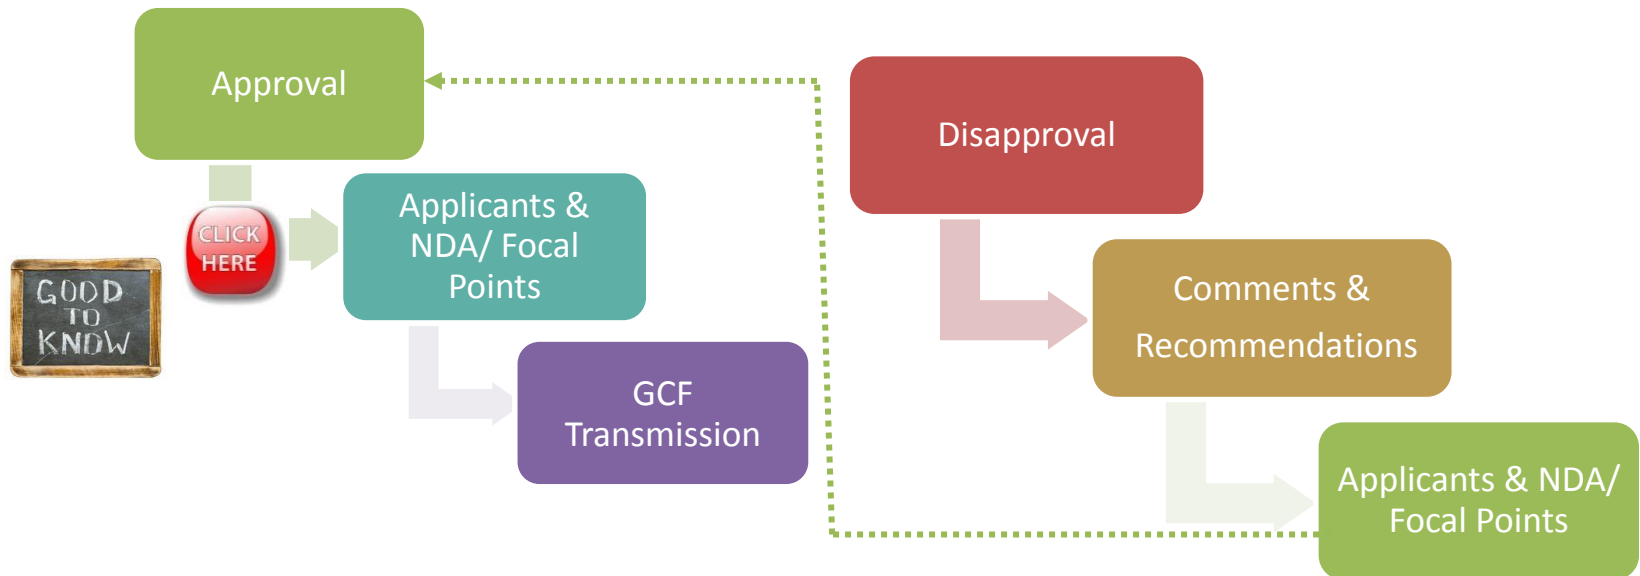 Approval
Disapproval
Applicants &
NDA/ Focal
Points
CLICK
HERE
GOOD
TO
KNOW
Comments &
Recommendations
GCF
Transmission
Applicants & NDA/
Focal Points